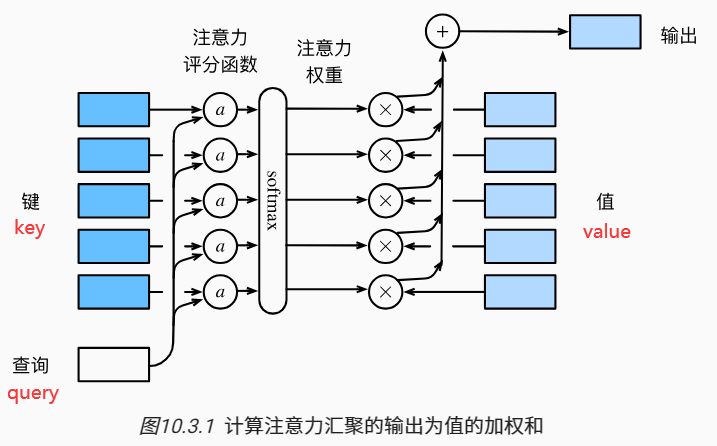 注意力
评分函数
注意力
权重
+
输出
a
×
a
×
a
×
a
×
a
×
softmax
键
key
值
value
查询
query
图10.3.1 计算注意力汇聚的输出为值的加权和